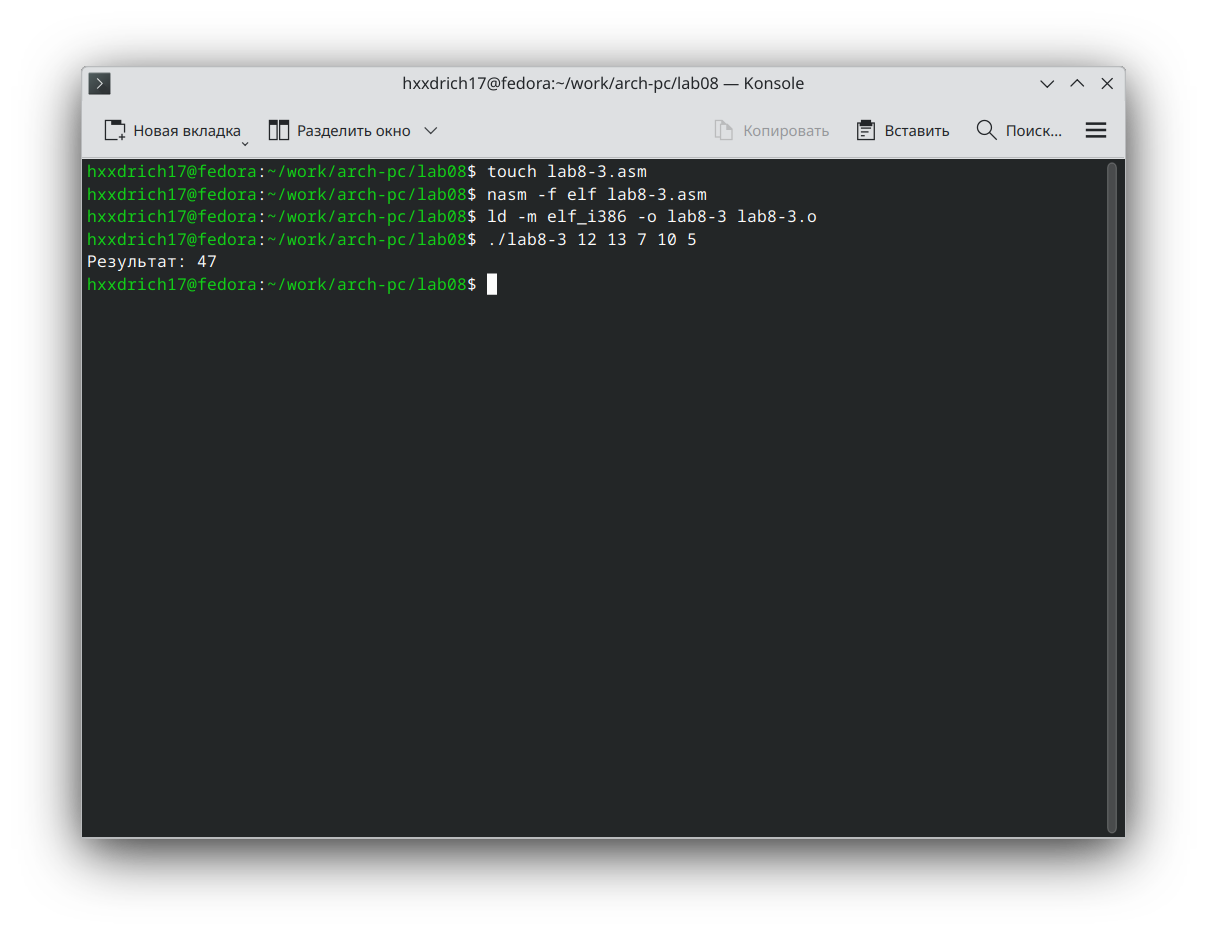 hxxdrich17@fedora:~/work/arch-pc/lab08 — Konsole
Новая вкладка Разделить окно Копировать Вставить Поиск...
hxxdrich17@fedora:~/work/arch-pc/lab08$ touch lab8-3.asm
hxxdrich17@fedora:~/work/arch-pc/lab08$ nasm -f elf lab8-3.asm
hxxdrich17@fedora:~/work/arch-pc/lab08$ ld -m elf_i386 -o lab8-3 lab8-3.o
hxxdrich17@fedora:~/work/arch-pc/lab08$ ./lab8-3 12 13 7 10 5
Результат: 47
hxxdrich17@fedora:~/work/arch-pc/lab08$